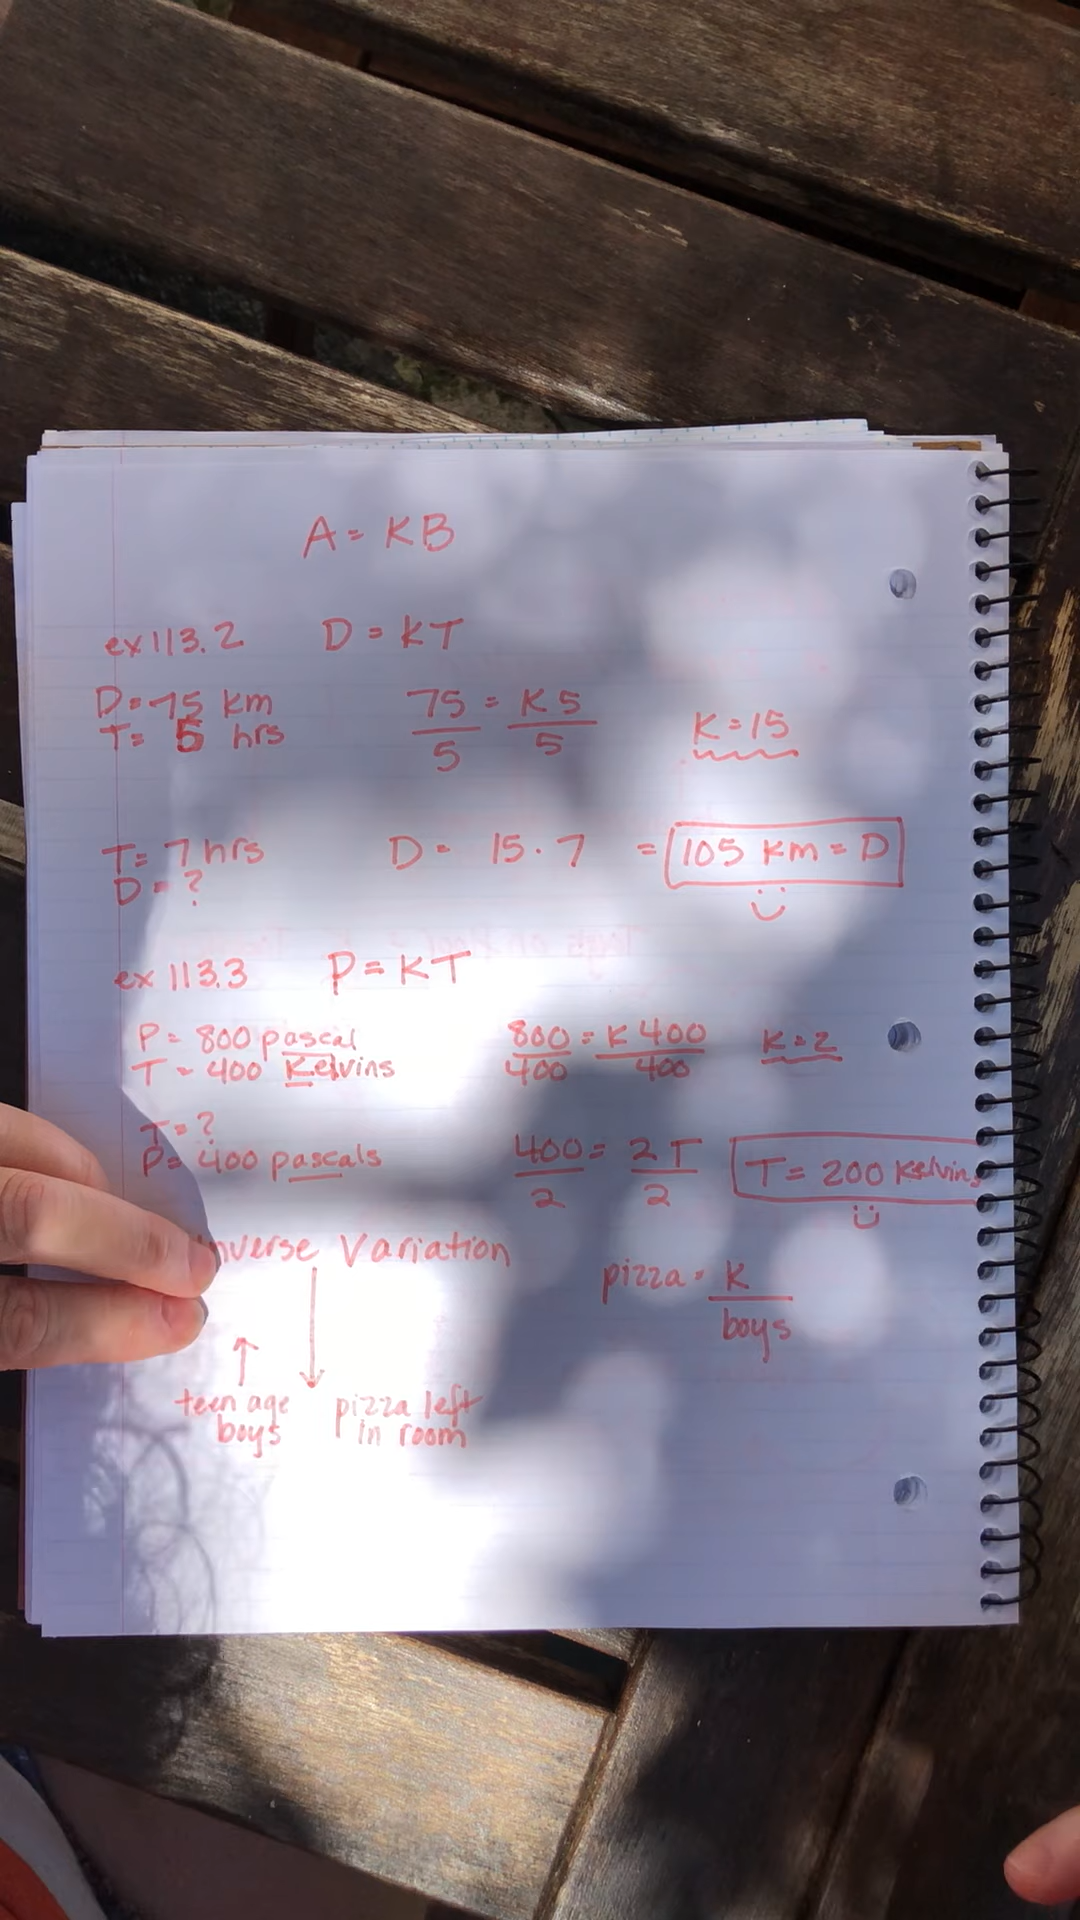 A = KB
ex 113.2 D = KT
D = 75 km
T = 5 hrs
75 = K 5
5 5
K = 15
T = 7 hrs
D = ?
D = 15 · 7 = 105 km = D
ex 113.3 P = KT
P = 800 pascal
T = 400 Kelvins
800 = K 400
400 400
K = 2
T = ?
P = 400 pascals
400 = 2T
2 2
T = 200 Kelvins
Inverse Variation
pizza = K
boys
teen age
boys
pizza left
in room